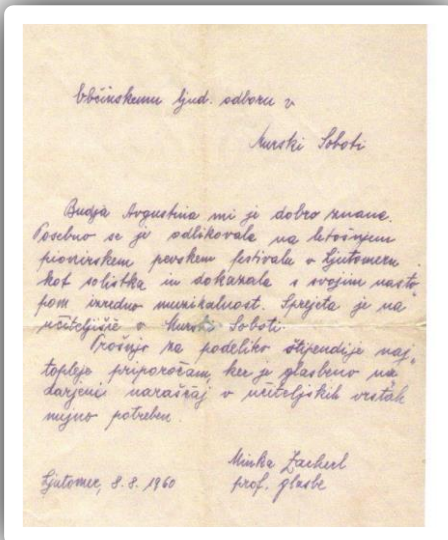 Občinskemu ljud. odboru v
Murski Soboti
Budja Avgustina mi je dobro znana.
Posebno se je odlikovala na letošnjem
pionirskem pevskem festivalu v Ljutomeru
kot solistka in dokazala s svojim nasto-
pom izredno muzikalnost. Sprejeta je na
učiteljišče v Murski Soboti.
Prošnjo za podelitev štipendije naj-
topleje priporočam, ker je glasbeno na-
darjeni naraščaj v učiteljskih vrstah
nujno potreben.
Ljutomer, 8.8.1960
Minka Zacherl
prof. glasbe